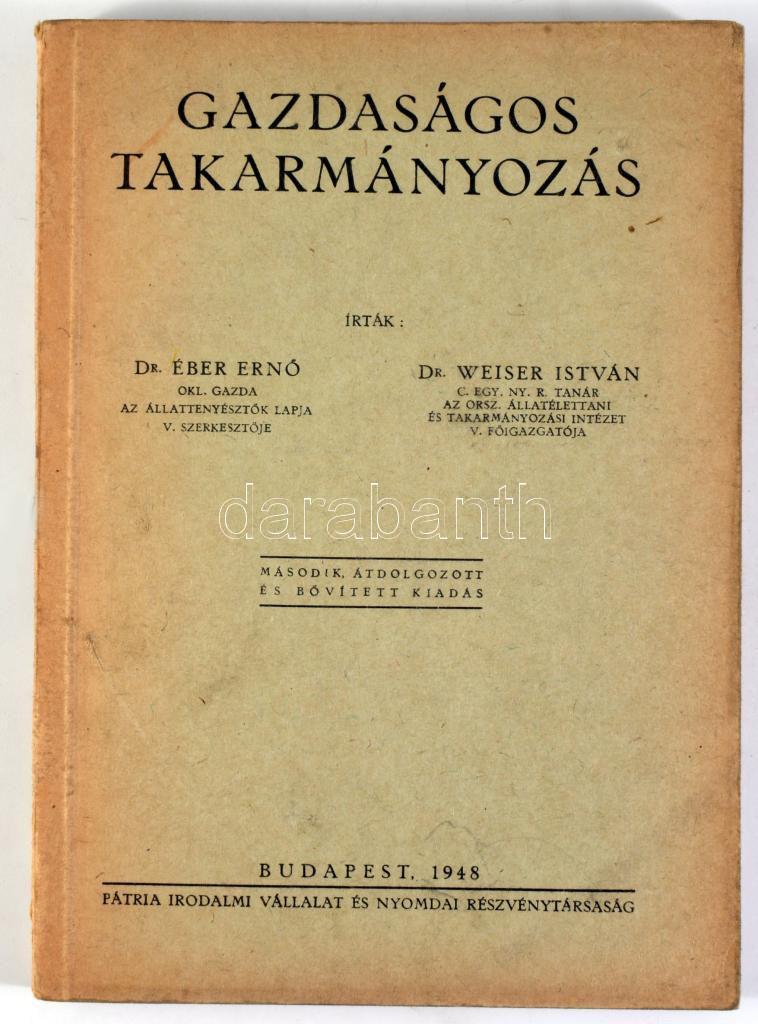 GAZDASÁGOS
TAKARMÁNYOZÁS
ÍRTÁK:
DR. ÉBER ERNŐ
OKL. GAZDA
AZ ÁLLATTENYÉSZTŐK LAPJA
V. SZERKESZTŐJE
DR. WEISER ISTVÁN
C. EGY. NY. R. TANÁR
AZ ORSZ. ÁLLATÉLETTANI
ÉS TAKARMÁNYOZÁSI INTÉZET
V. FŐIGAZGATÓJA
darabanth
MÁSODIK, ÁTDOLGOZOTT
ÉS BŐVÍTETT KIADÁS
BUDAPEST, 1948
PÁTRIA IRODALMI VÁLLALAT ÉS NYOMDAI RÉSZVÉNYTÁRSASÁG